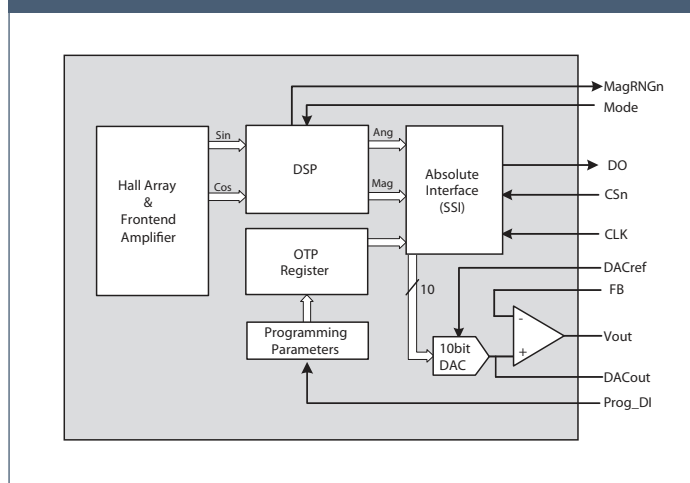 MagRNGn
Mode
Sin
Ang
DSP
Cos
Mag
Hall Array
&
Frontend
Amplifier
Absolute
Interface
(SSI)
DO
CSn
CLK
OTP
Register
DACref
10
FB
Programming
Parameters
10bit
DAC
-
+
Vout
DACout
Prog_DI